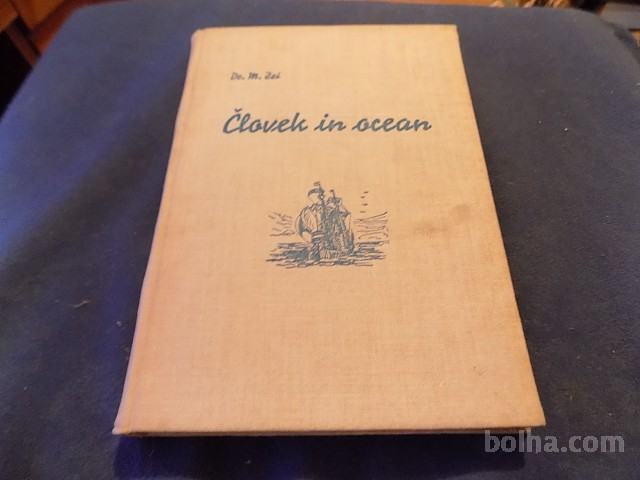 Dr. M. Zei
Človek in ocean
bolha.com